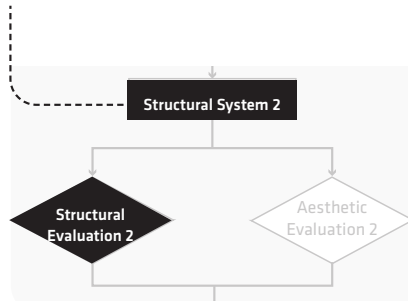 Structural System 2
Structural
Evaluation 2
Aesthetic
Evaluation 2